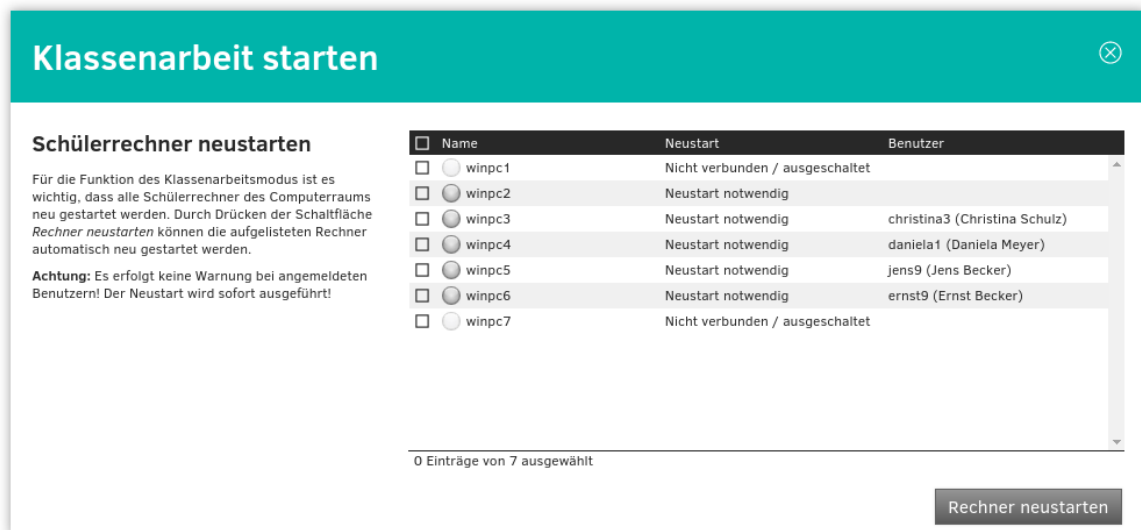 Klassenarbeit starten
Schülerrechner neustarten
Für die Funktion des Klassenarbeitsmodus ist es
wichtig, dass alle Schülerrechner des Computerraums
neu gestartet werden. Durch Drücken der Schaltfläche
Rechner neustarten können die aufgelisteten Rechner
automatisch neu gestartet werden.
Achtung: Es erfolgt keine Warnung bei angemeldeten
Benutzern! Der Neustart wird sofort ausgeführt!
Name Neustart Benutzer
winpc1 Nicht verbunden / ausgeschaltet
winpc2 Neustart notwendig
winpc3 Neustart notwendig christina3 (Christina Schulz)
winpc4 Neustart notwendig daniela1 (Daniela Meyer)
winpc5 Neustart notwendig jens9 (Jens Becker)
winpc6 Neustart notwendig ernst9 (Ernst Becker)
winpc7 Nicht verbunden / ausgeschaltet
0 Einträge von 7 ausgewählt
Rechner neustarten